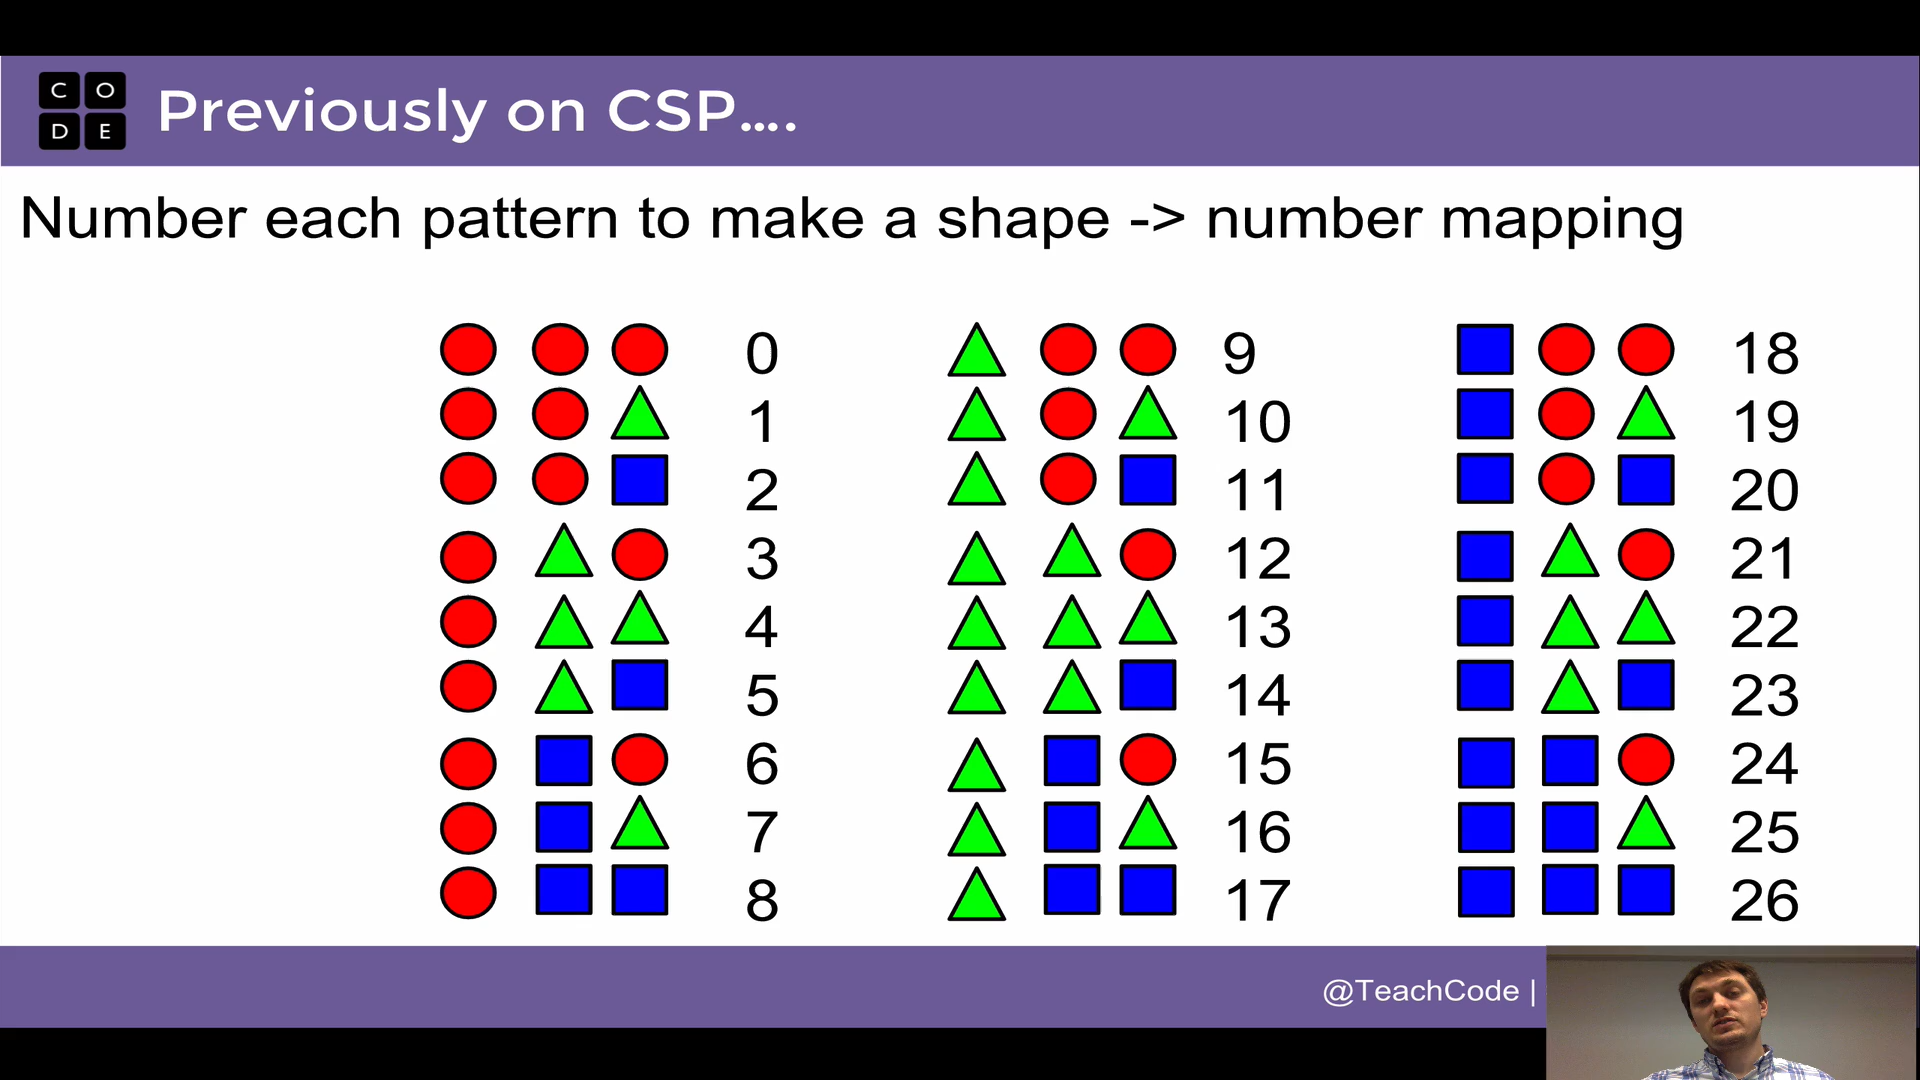 CO
DE
Previously on CSP....
Number each pattern to make a shape -> number mapping
0 9 18
1 10 19
2 11 20
3 12 21
4 13 22
5 14 23
6 15 24
7 16 25
8 17 26
@TeachCode |